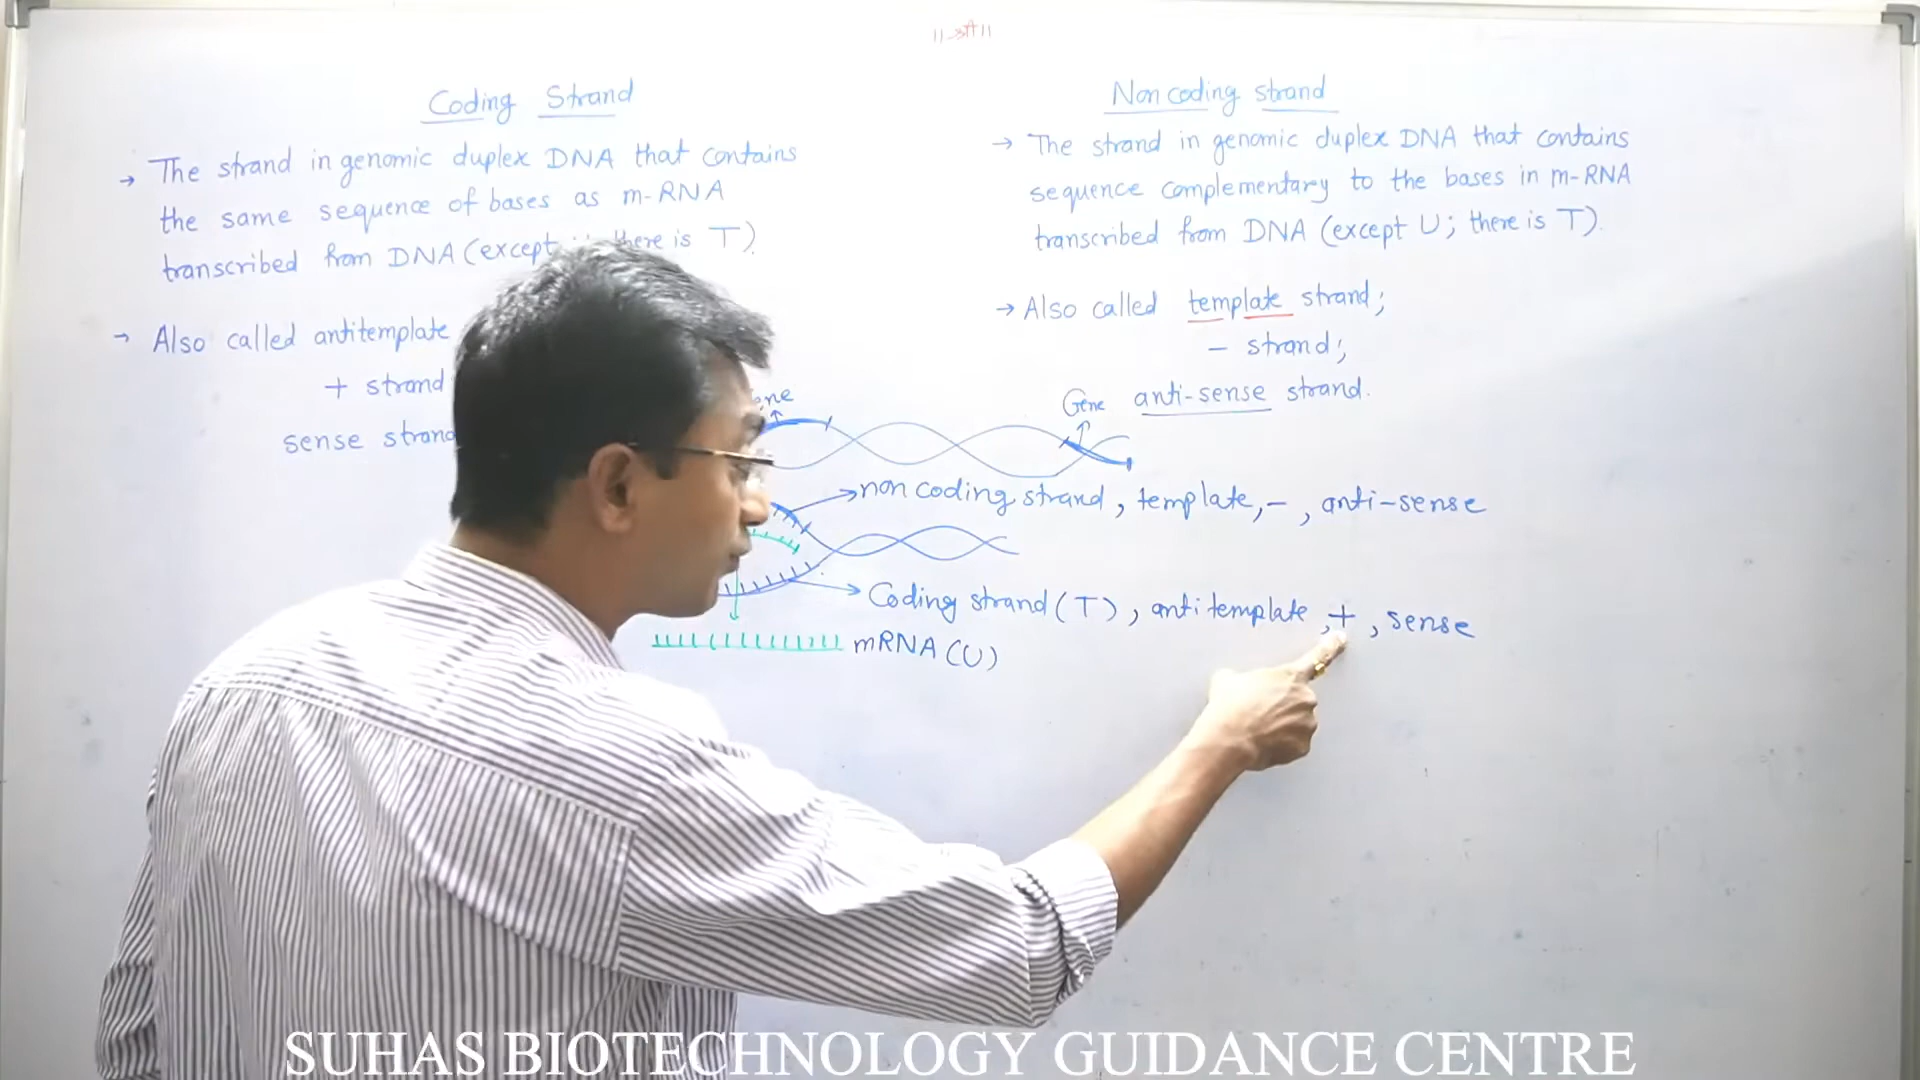 ॥ श्री ॥
Coding Strand
→ The strand in genomic duplex DNA that contains
the same sequence of bases as m-RNA
transcribed from DNA (except there is T)
→ Also called antitemplate
+ strand
sense strand
Non coding strand
→ The strand in genomic duplex DNA that contains
sequence complementary to the bases in m-RNA
transcribed from DNA (except U; there is T).
→ Also called template strand;
− strand;
anti-sense strand.
Gene
non coding strand, template, −, anti-sense
Coding strand (T), antitemplate, +, sense
mRNA (U)
SUHAS BIOTECHNOLOGY GUIDANCE CENTRE